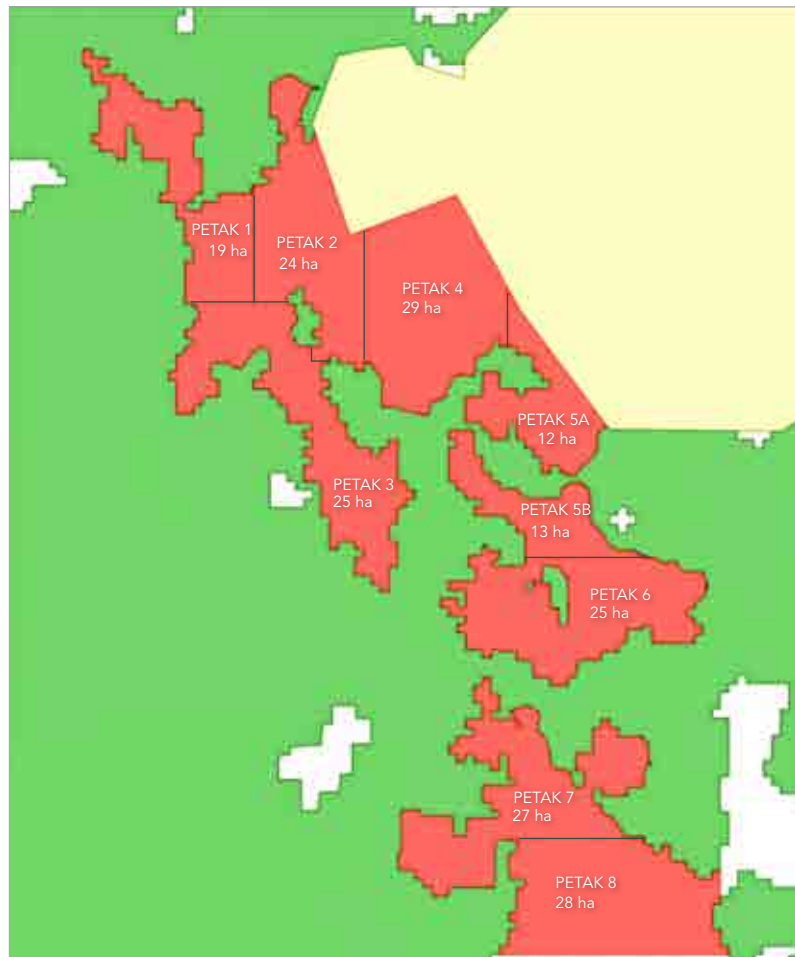 PETAK 1
19 ha
PETAK 2
24 ha
PETAK 4
29 ha
PETAK 5A
12 ha
PETAK 3
25 ha
PETAK 5B
13 ha
PETAK 6
25 ha
PETAK 7
27 ha
PETAK 8
28 ha